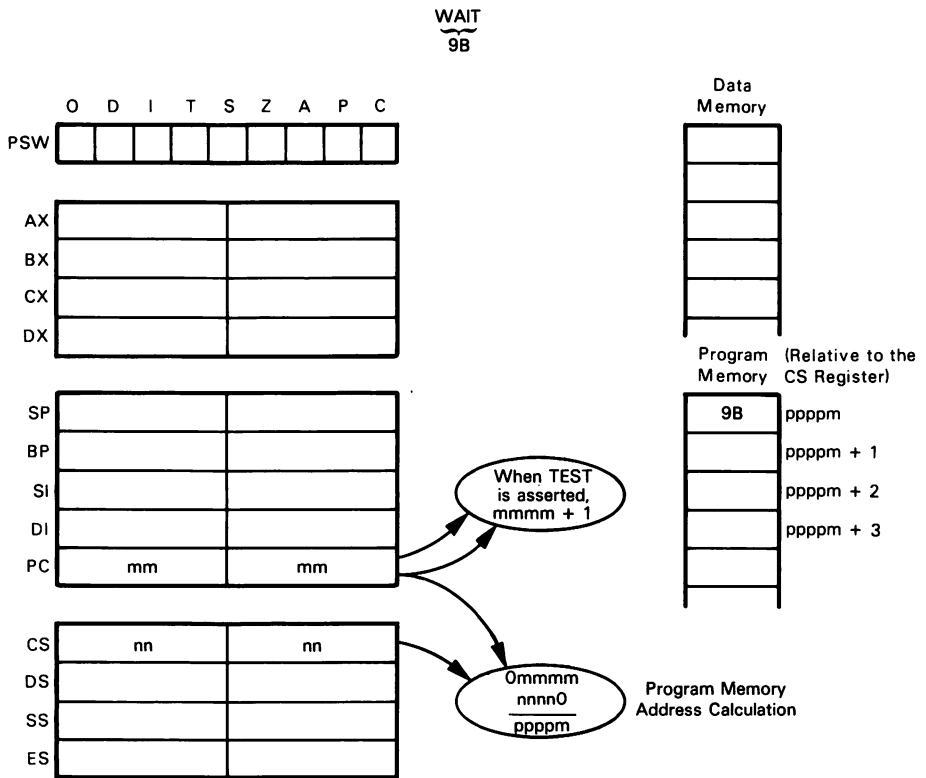 WAIT
9B
O D I T S Z A P C
PSW
AX
BX
CX
DX
SP
BP
SI
DI
PC mm mm
CS nn nn
DS
SS
ES
When TEST
is asserted,
mmmm + 1
0mmmm
nnnn0
ppppm
Program Memory
Address Calculation
Data
Memory
Program (Relative to the
Memory CS Register)
9B ppppm
ppppm + 1
ppppm + 2
ppppm + 3